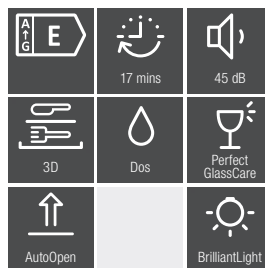 A
G
E
17 mins
45 dB
3D
Dos
Perfect
GlassCare
AutoOpen
BrilliantLight